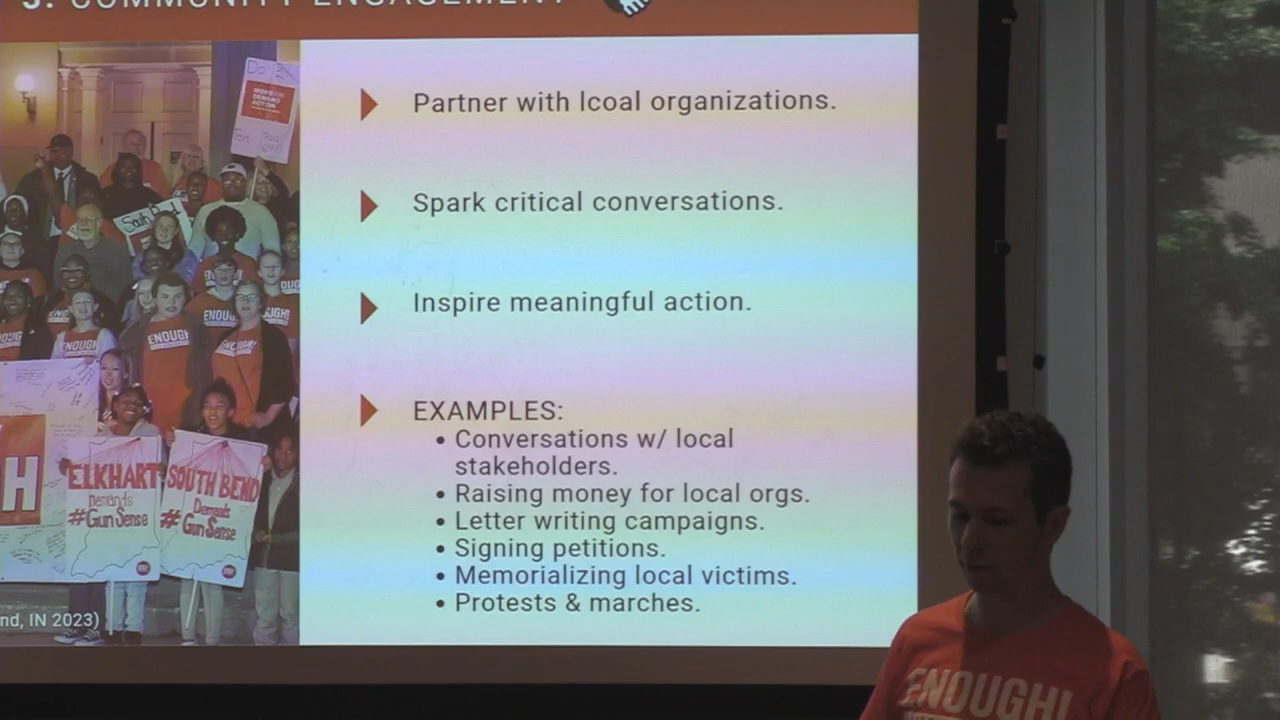 COMMUNITY ENGAGEMENT
Partner with lcoal organizations.
Spark critical conversations.
Inspire meaningful action.
EXAMPLES:
• Conversations w/ local
stakeholders.
• Raising money for local orgs.
• Letter writing campaigns.
• Signing petitions.
• Memorializing local victims.
• Protests & marches.
South
ENOUGH!
ENOUGH
ENOUGH!
H
ELKHART
Demands
#GunSense
SOUTH BEND
Demands
#GunSense
nd, IN 2023)
ENOUGH!